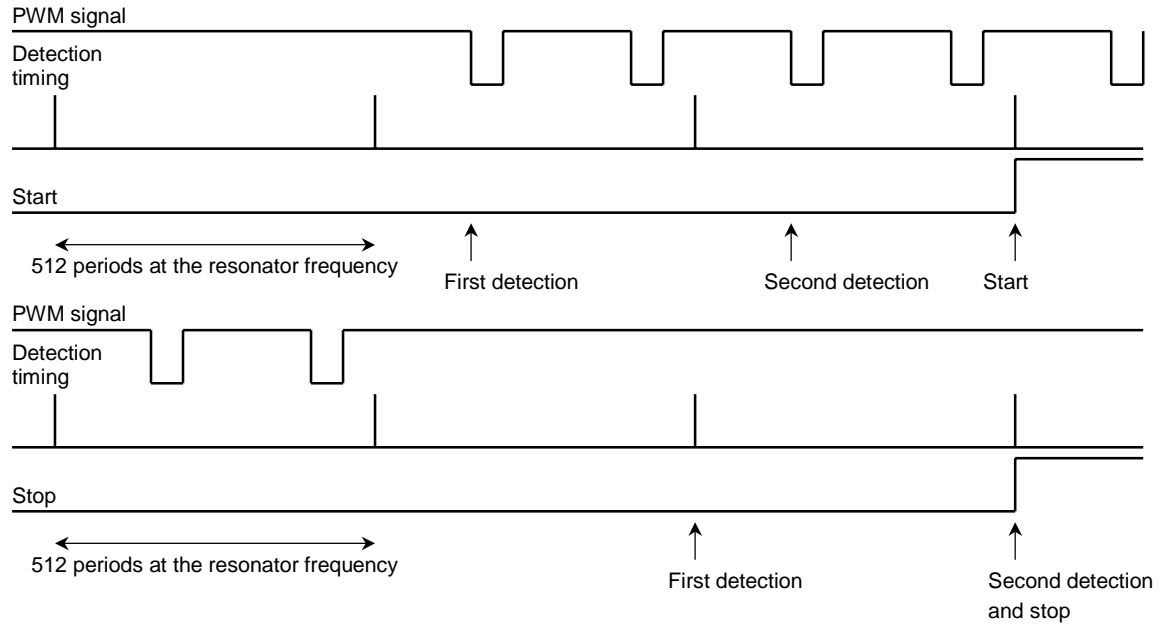 PWM signal
Detection
timing
Start
512 periods at the resonator frequency
First detection
Second detection
Start
PWM signal
Detection
timing
Stop
512 periods at the resonator frequency
First detection
Second detection
and stop